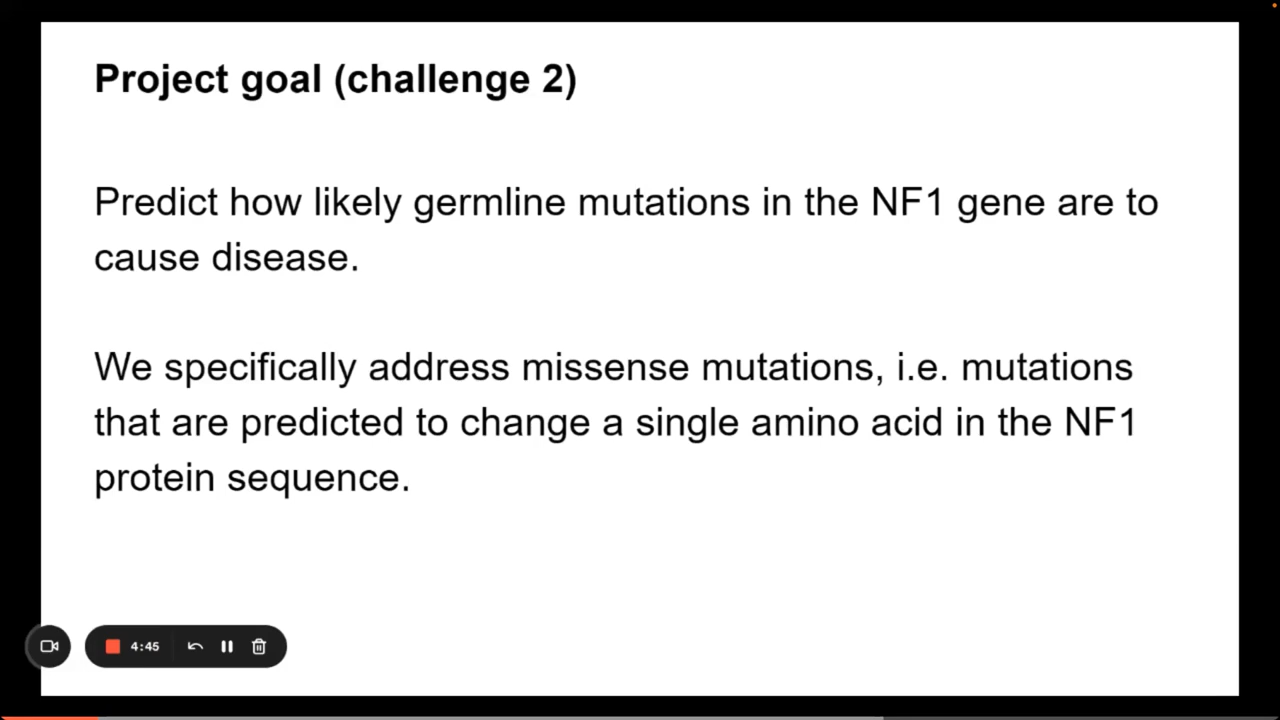 Project goal (challenge 2)
Predict how likely germline mutations in the NF1 gene are to
cause disease.
We specifically address missense mutations, i.e. mutations
that are predicted to change a single amino acid in the NF1
protein sequence.
4:45